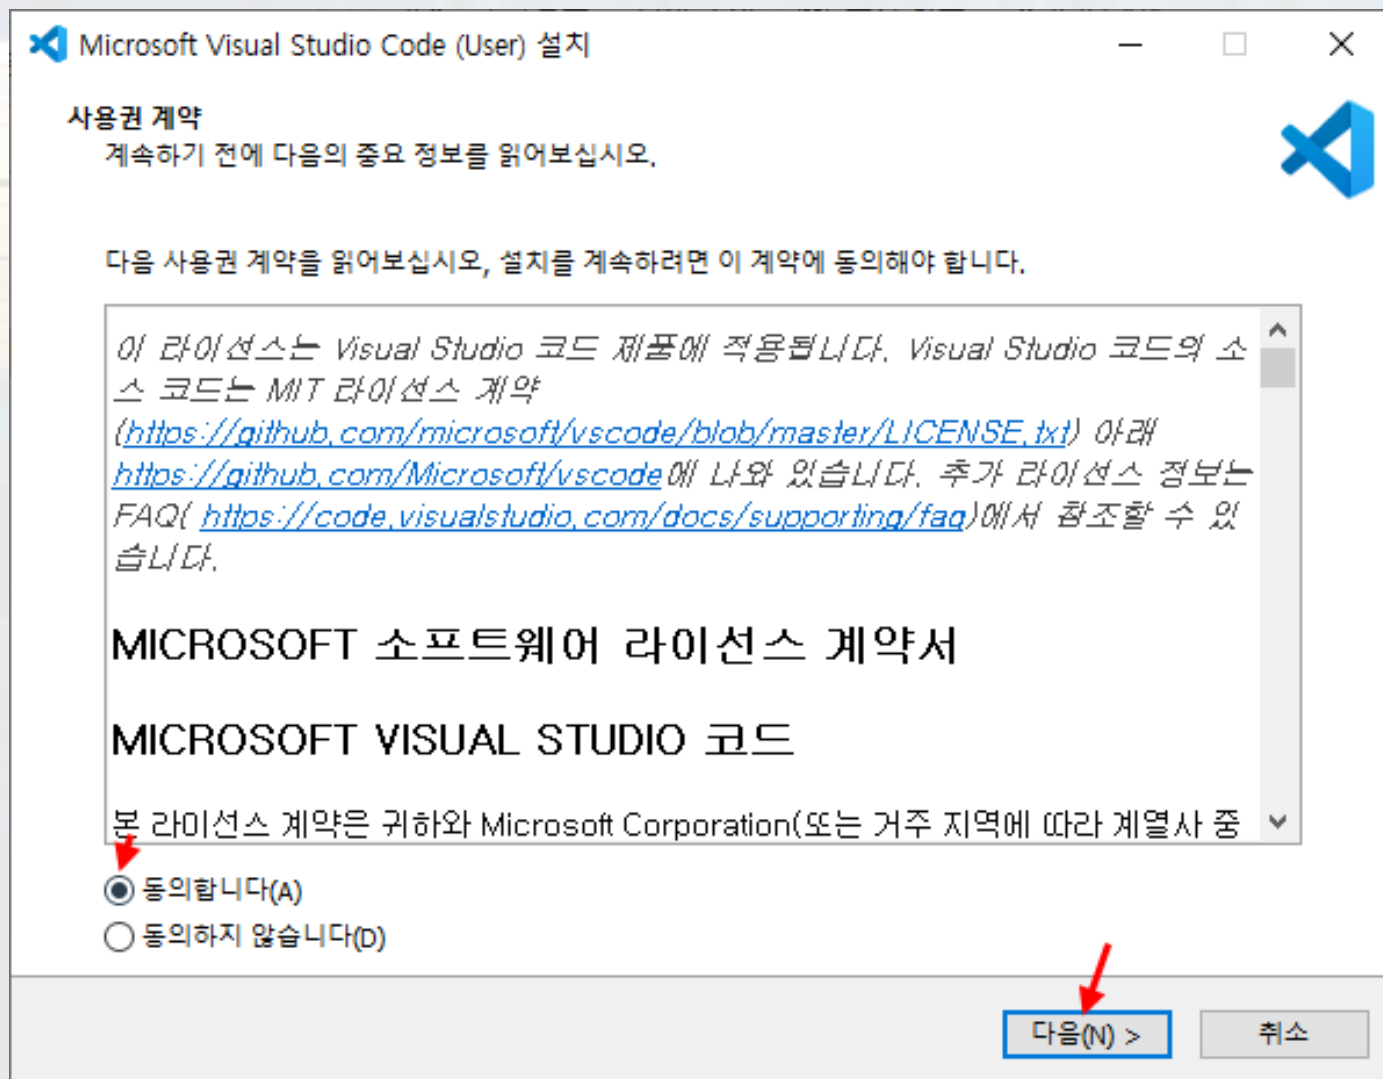 Microsoft Visual Studio Code (User) 설치
사용권 계약
계속하기 전에 다음의 중요 정보를 읽어보십시오.
다음 사용권 계약을 읽어보십시오, 설치를 계속하려면 이 계약에 동의해야 합니다.
이 라이선스는 Visual Studio 코드 제품에 적용됩니다. Visual Studio 코드의 소
스 코드는 MIT 라이선스 계약
(https://github.com/microsoft/vscode/blob/master/LICENSE.txt) 아래
https://github.com/Microsoft/vscode에 나와 있습니다. 추가 라이선스 정보는
FAQ( https://code.visualstudio.com/docs/supporting/faq)에서 참조할 수 있
습니다.
MICROSOFT 소프트웨어 라이선스 계약서
MICROSOFT VISUAL STUDIO 코드
본 라이선스 계약은 귀하와 Microsoft Corporation(또는 거주 지역에 따라 계열사 중
동의합니다(A)
동의하지 않습니다(D)
다음(N) >
취소